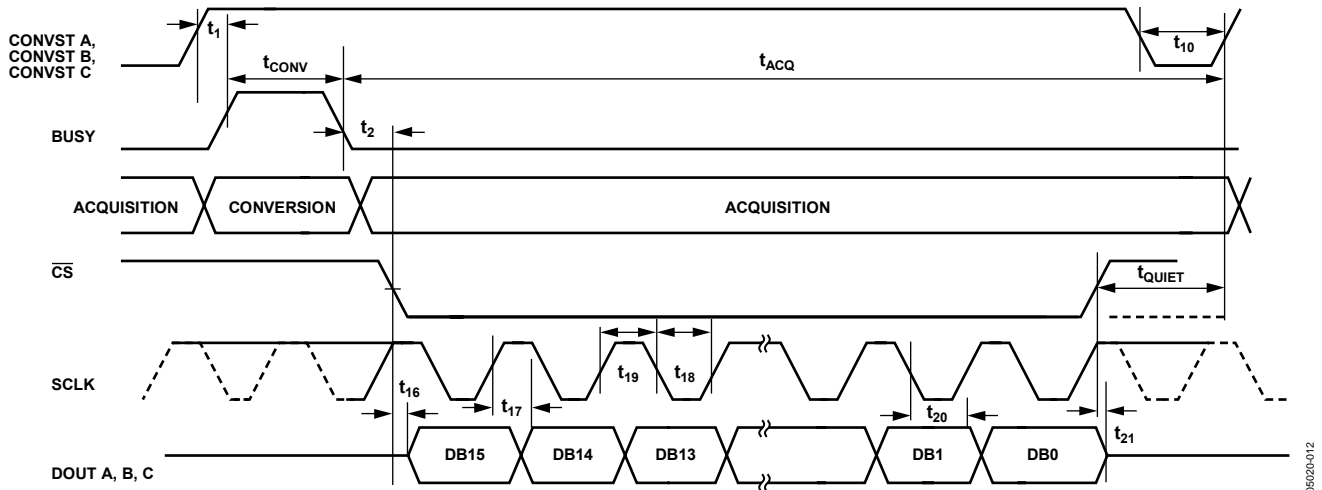 CONVST A,
CONVST B,
CONVST C
t1
tCONV
tACQ
t10
BUSY
t2
ACQUISITION
CONVERSION
ACQUISITION
CS
tQUIET
SCLK
t16
t17
t19
t18
t20
t21
DOUT A, B, C
DB15
DB14
DB13
DB1
DB0
05020-012